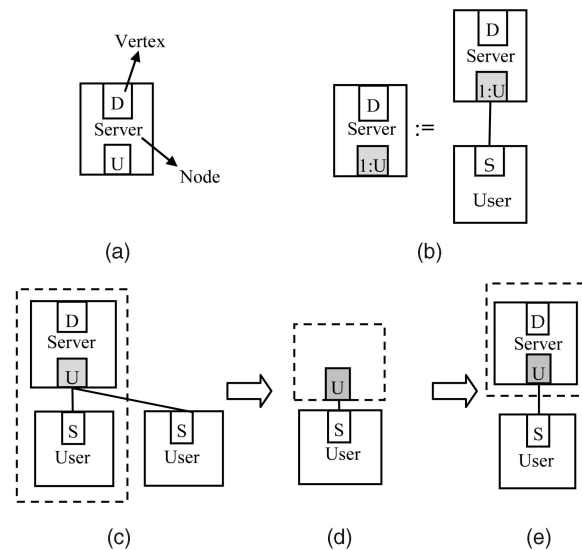 Vertex
D
Server
U
Node
(a)
D
Server
1:U
:=
D
Server
1:U
S
User
(b)
D
Server
U
S
User
S
User
(c)
U
S
User
(d)
D
Server
U
S
User
(e)